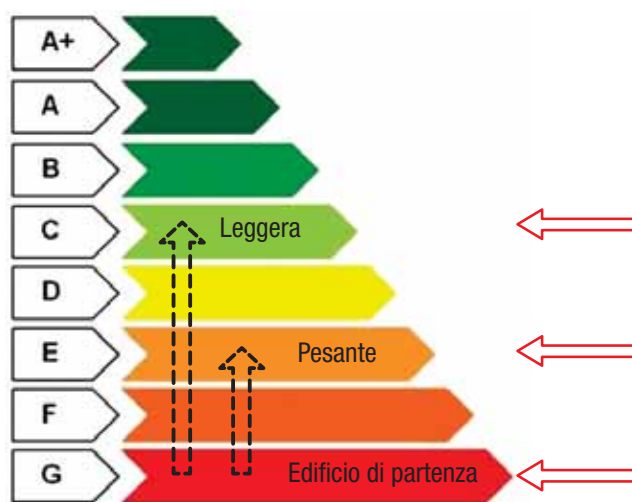 A+
A
B
C Leggera
D
E Pesante
F
G Edificio di partenza